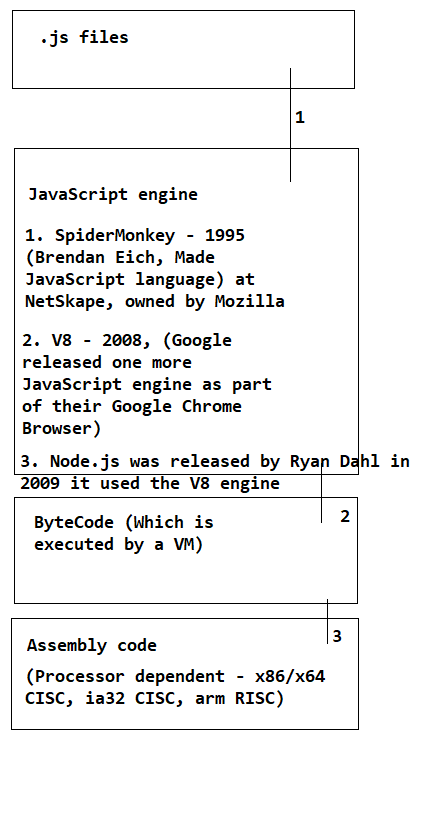 .js files
1
JavaScript engine
1. SpiderMonkey - 1995
(Brendan Eich, Made
JavaScript language) at
NetSkape, owned by Mozilla
2. V8 - 2008, (Google
released one more
JavaScript engine as part
of their Google Chrome
Browser)
3. Node.js was released by Ryan Dahl in
2009 it used the V8 engine
2
ByteCode (Which is
executed by a VM)
3
Assembly code
(Processor dependent - x86/x64
CISC, ia32 CISC, arm RISC)